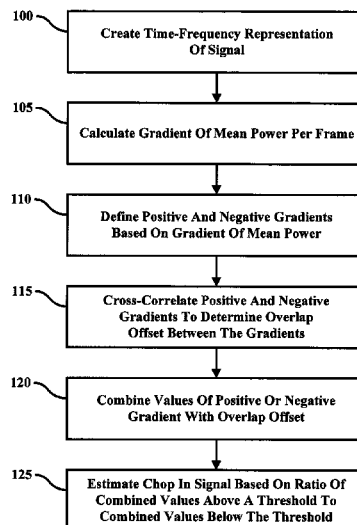 100
Create Time-Frequency Representation
Of Signal
105
Calculate Gradient Of Mean Power Per Frame
110
Define Positive And Negative Gradients
Based On Gradient Of Mean Power
115
Cross-Correlate Positive And Negative
Gradients To Determine Overlap
Offset Between The Gradients
120
Combine Values Of Positive Or Negative
Gradient With Overlap Offset
125
Estimate Chop In Signal Based On Ratio Of
Combined Values Above A Threshold To
Combined Values Below The Threshold